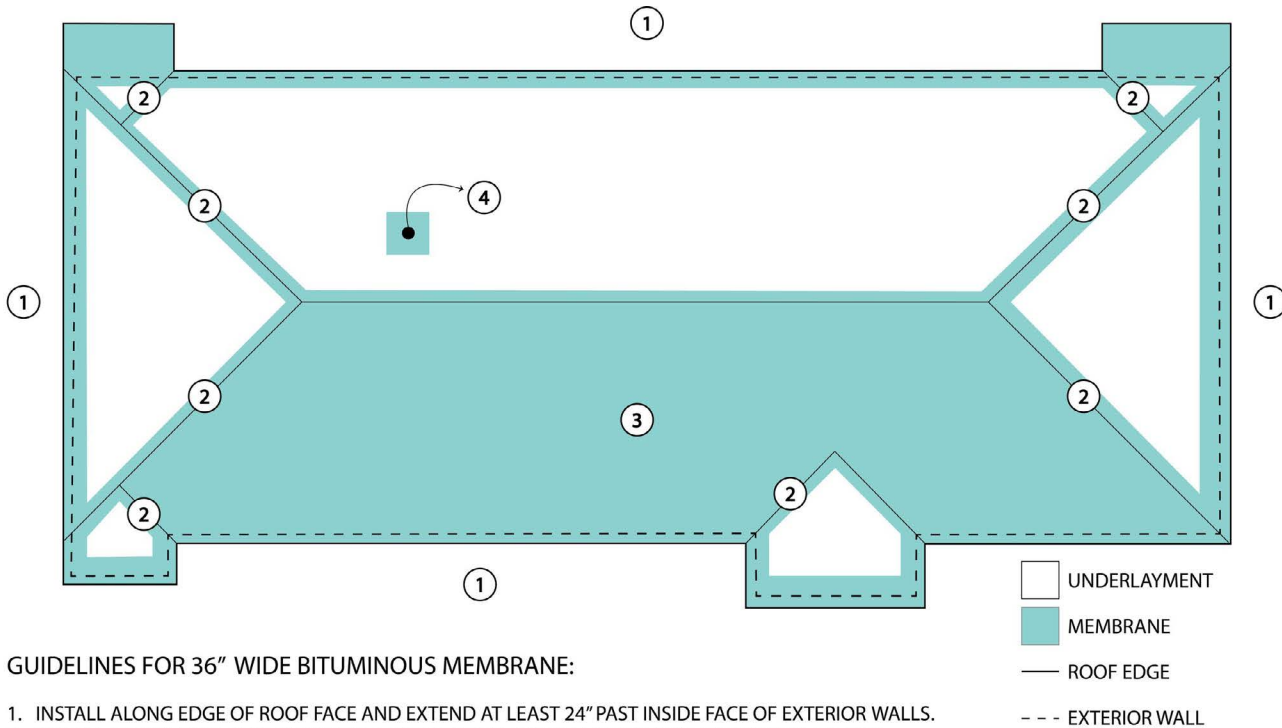 1
2
2
2
2
4
1
1
2
2
3
2
2
1
UNDERLAYMENT
MEMBRANE
ROOF EDGE
EXTERIOR WALL
GUIDELINES FOR 36” WIDE BITUMINOUS MEMBRANE:
1. INSTALL ALONG EDGE OF ROOF FACE AND EXTEND AT LEAST 24” PAST INSIDE FACE OF EXTERIOR WALLS.